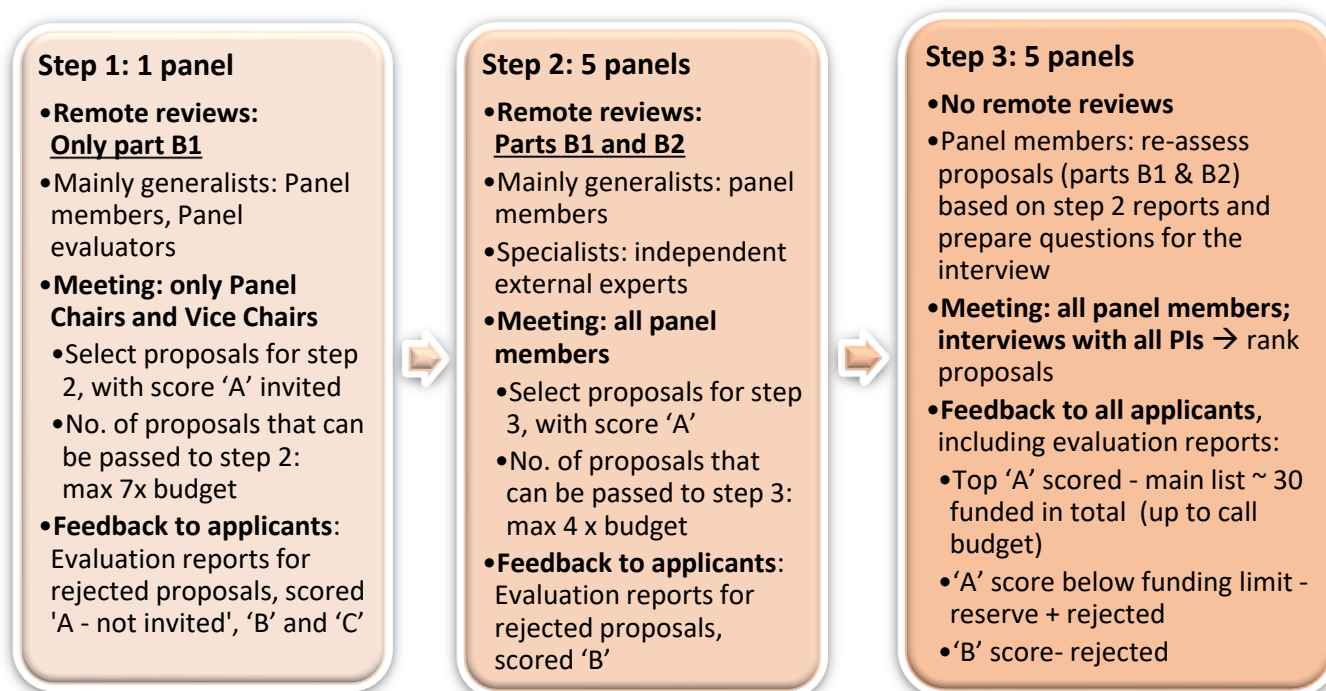 Step 1: 1 panel
•Remote reviews:
Only part B1
•Mainly generalists: Panel
members, Panel
evaluators
•Meeting: only Panel
Chairs and Vice Chairs
•Select proposals for step
2, with score ‘A’ invited
•No. of proposals that can
be passed to step 2:
max 7x budget
•Feedback to applicants:
Evaluation reports for
rejected proposals, scored
'A - not invited', ‘B’ and ‘C’
Step 2: 5 panels
•Remote reviews:
Parts B1 and B2
•Mainly generalists: panel
members
•Specialists: independent
external experts
•Meeting: all panel
members
•Select proposals for step
3, with score ‘A’
•No. of proposals that
can be passed to step 3:
max 4 x budget
•Feedback to applicants:
Evaluation reports for
rejected proposals,
scored ‘B’
Step 3: 5 panels
•No remote reviews
•Panel members: re-assess
proposals (parts B1 & B2)
based on step 2 reports and
prepare questions for the
interview
•Meeting: all panel members;
interviews with all PIs → rank
proposals
•Feedback to all applicants,
including evaluation reports:
•Top ‘A’ scored - main list ~ 30
funded in total (up to call
budget)
•‘A’ score below funding limit -
reserve + rejected
•‘B’ score- rejected